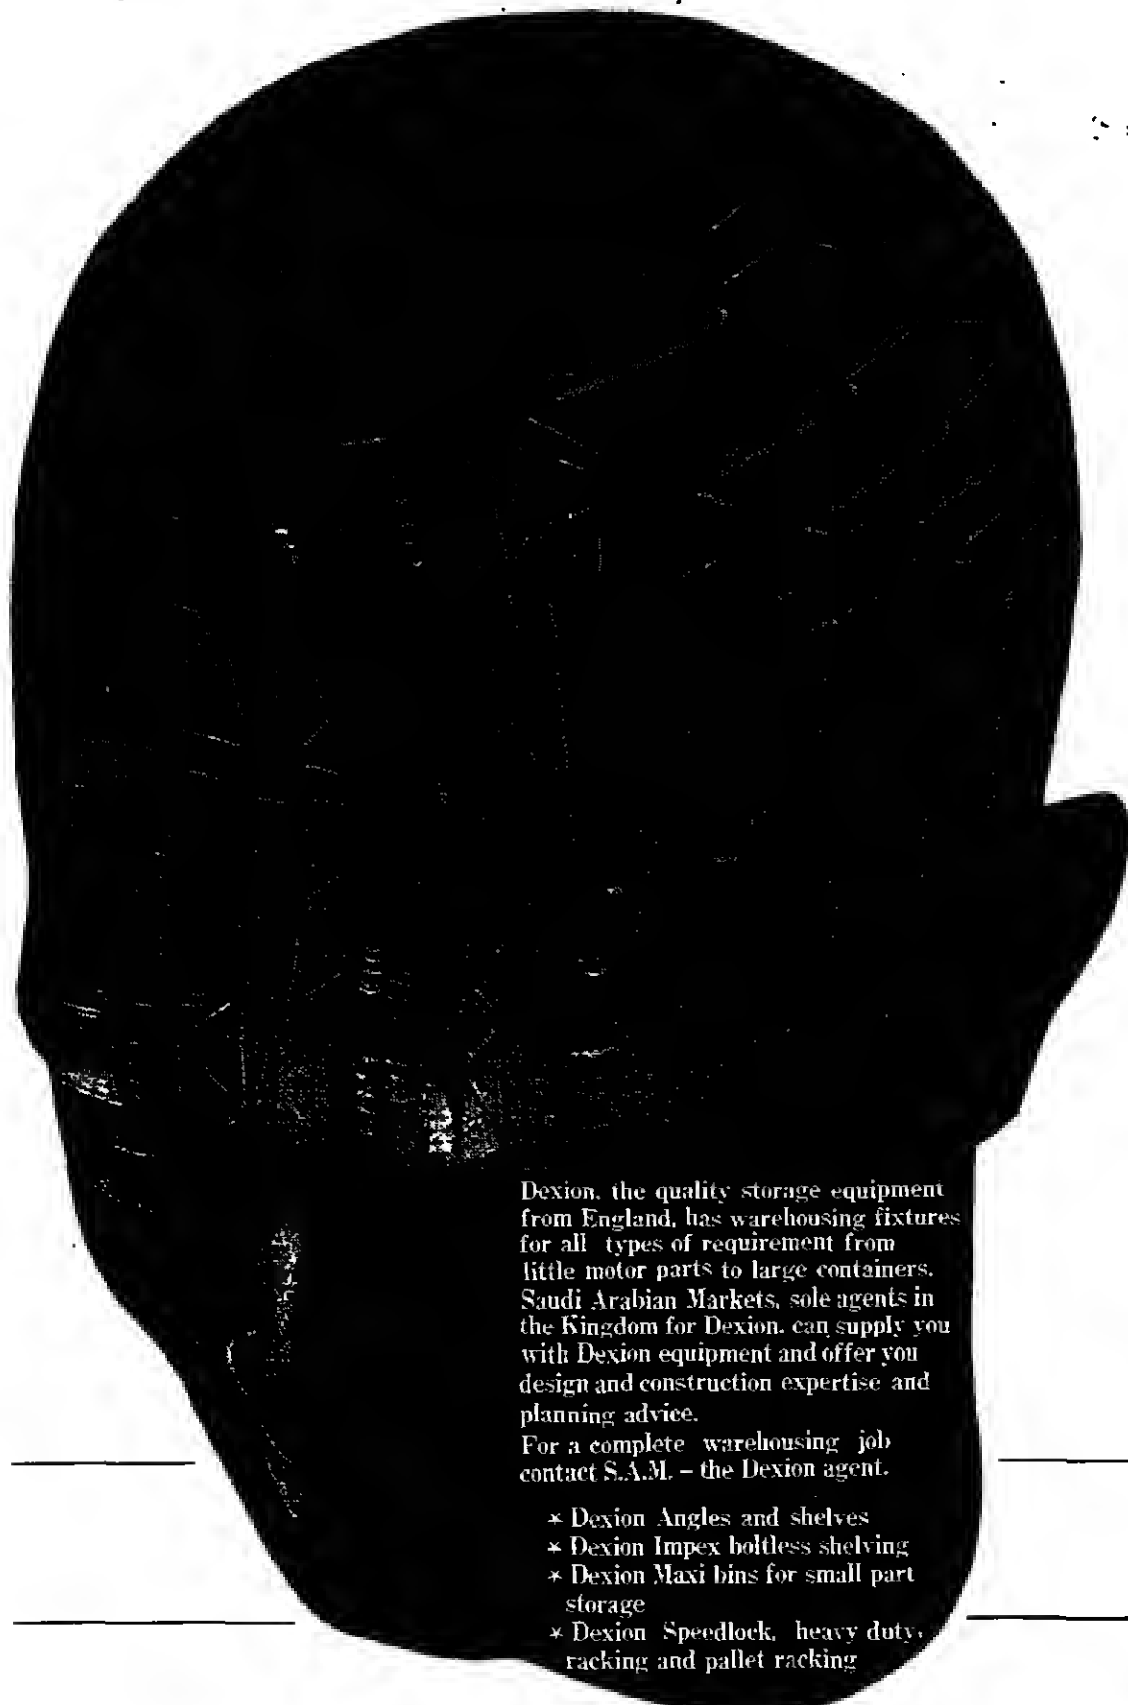 Dexion. the quality storage equipment
from England, has warehousing fixtures
for all types of requirement from
little motor parts to large containers.
Saudi Arabian Markets, sole agents in
the Kingdom for Dexion. can supply you
with Dexion equipment and offer you
design and construction expertise and
planning advice.
For a complete warehousing job
contact S.A.M. – the Dexion agent.
* Dexion Angles and shelves
* Dexion Impex boltless shelving
* Dexion Maxi bins for small part
storage
* Dexion Speedlock, heavy duty,
racking and pallet racking